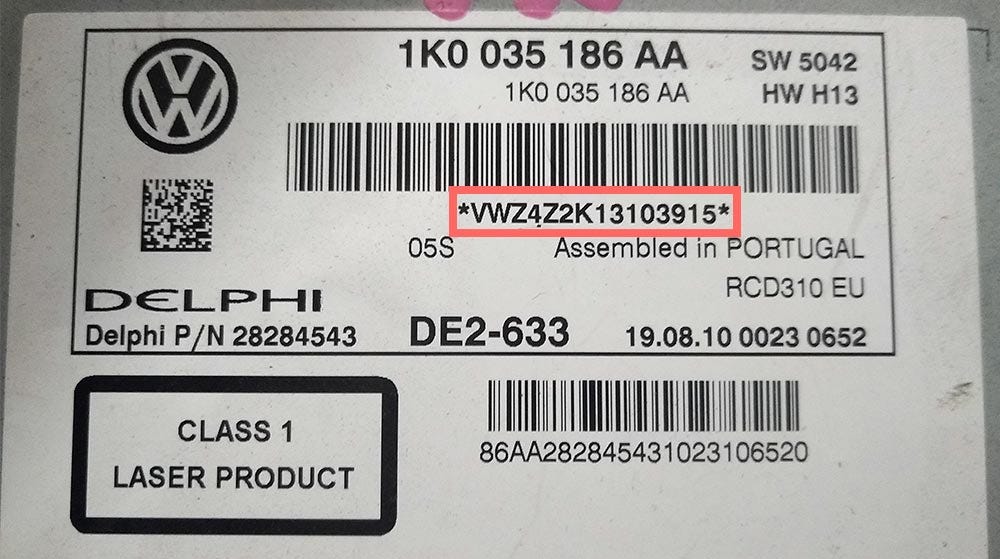 1K0 035 186 AA SW 5042
1K0 035 186 AA HW H13
*VWZ4Z2K13103915*
05S Assembled in PORTUGAL
RCD310 EU
DELPHI
Delphi P/N 28284543 DE2-633 19.08.10 0023 0652
CLASS 1
LASER PRODUCT
86AA282845431023106520